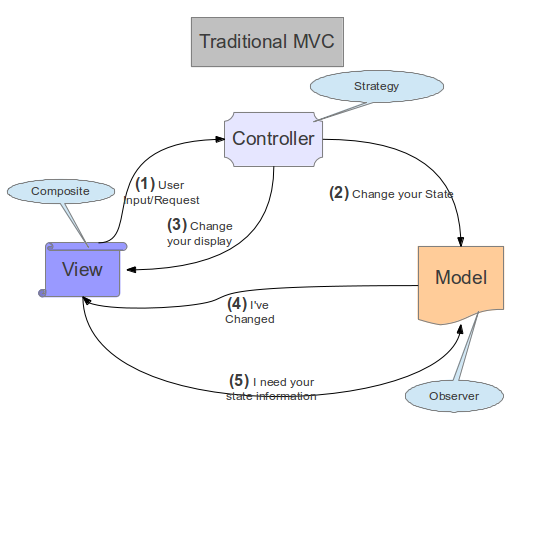 Traditional MVC
Strategy
Controller
(1) User
Input/Request
(2) Change your State
Composite
(3) Change
your display
View
Model
(4) I've
Changed
(5) I need your
state information
Observer